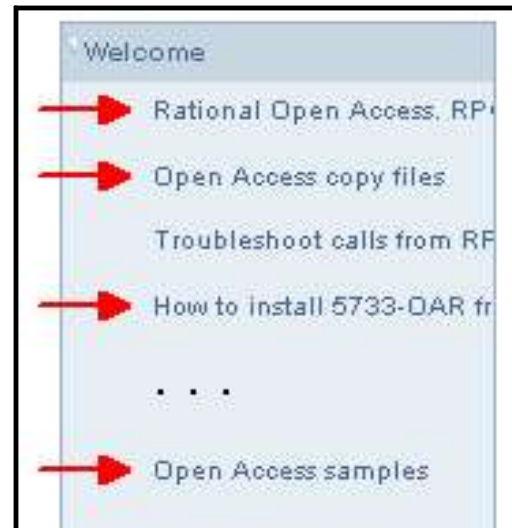 Welcome
Rational Open Access, RP
Open Access copy files
Troubleshoot calls from RP
How to install 5733-OAR fr
. . .
Open Access samples